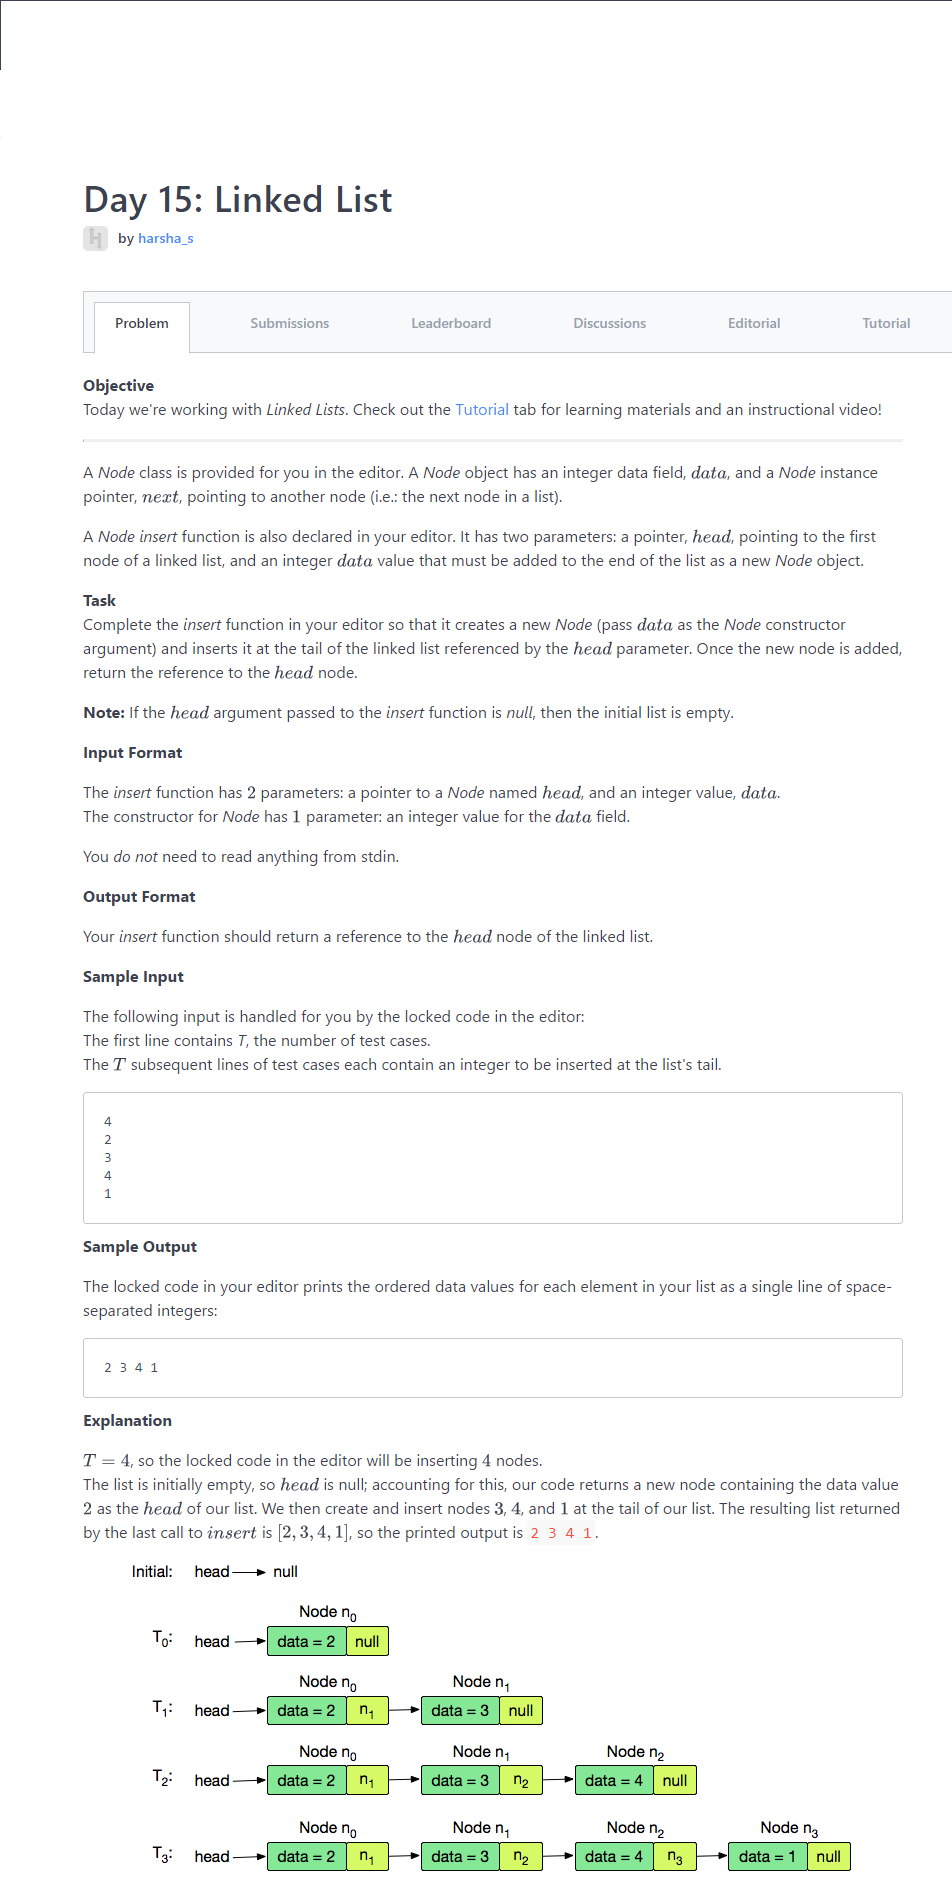 Day 15: Linked List
by harsha_s
Problem Submissions Leaderboard Discussions Editorial Tutorial
Objective
Today we're working with Linked Lists. Check out the Tutorial tab for learning materials and an instructional video!
A Node class is provided for you in the editor. A Node object has an integer data field, data, and a Node instance
pointer, next, pointing to another node (i.e.: the next node in a list).
A Node insert function is also declared in your editor. It has two parameters: a pointer, head, pointing to the first
node of a linked list, and an integer data value that must be added to the end of the list as a new Node object.
Task
Complete the insert function in your editor so that it creates a new Node (pass data as the Node constructor
argument) and inserts it at the tail of the linked list referenced by the head parameter. Once the new node is added,
return the reference to the head node.
Note: If the head argument passed to the insert function is null, then the initial list is empty.
Input Format
The insert function has 2 parameters: a pointer to a Node named head, and an integer value, data.
The constructor for Node has 1 parameter: an integer value for the data field.
You do not need to read anything from stdin.
Output Format
Your insert function should return a reference to the head node of the linked list.
Sample Input
The following input is handled for you by the locked code in the editor:
The first line contains T, the number of test cases.
The T subsequent lines of test cases each contain an integer to be inserted at the list's tail.
4
2
3
4
1
Sample Output
The locked code in your editor prints the ordered data values for each element in your list as a single line of space-
separated integers:
2 3 4 1
Explanation
T = 4, so the locked code in the editor will be inserting 4 nodes.
The list is initially empty, so head is null; accounting for this, our code returns a new node containing the data value
2 as the head of our list. We then create and insert nodes 3, 4, and 1 at the tail of our list. The resulting list returned
by the last call to insert is [2, 3, 4, 1], so the printed output is 2 3 4 1.
Initial: head null
Node n0
T0: head data = 2 null
Node n0 Node n1
T1: head data = 2 n1 data = 3 null
Node n0 Node n1 Node n2
T2: head data = 2 n1 data = 3 n2 data = 4 null
Node n0 Node n1 Node n2 Node n3
T3: head data = 2 n1 data = 3 n2 data = 4 n3 data = 1 null